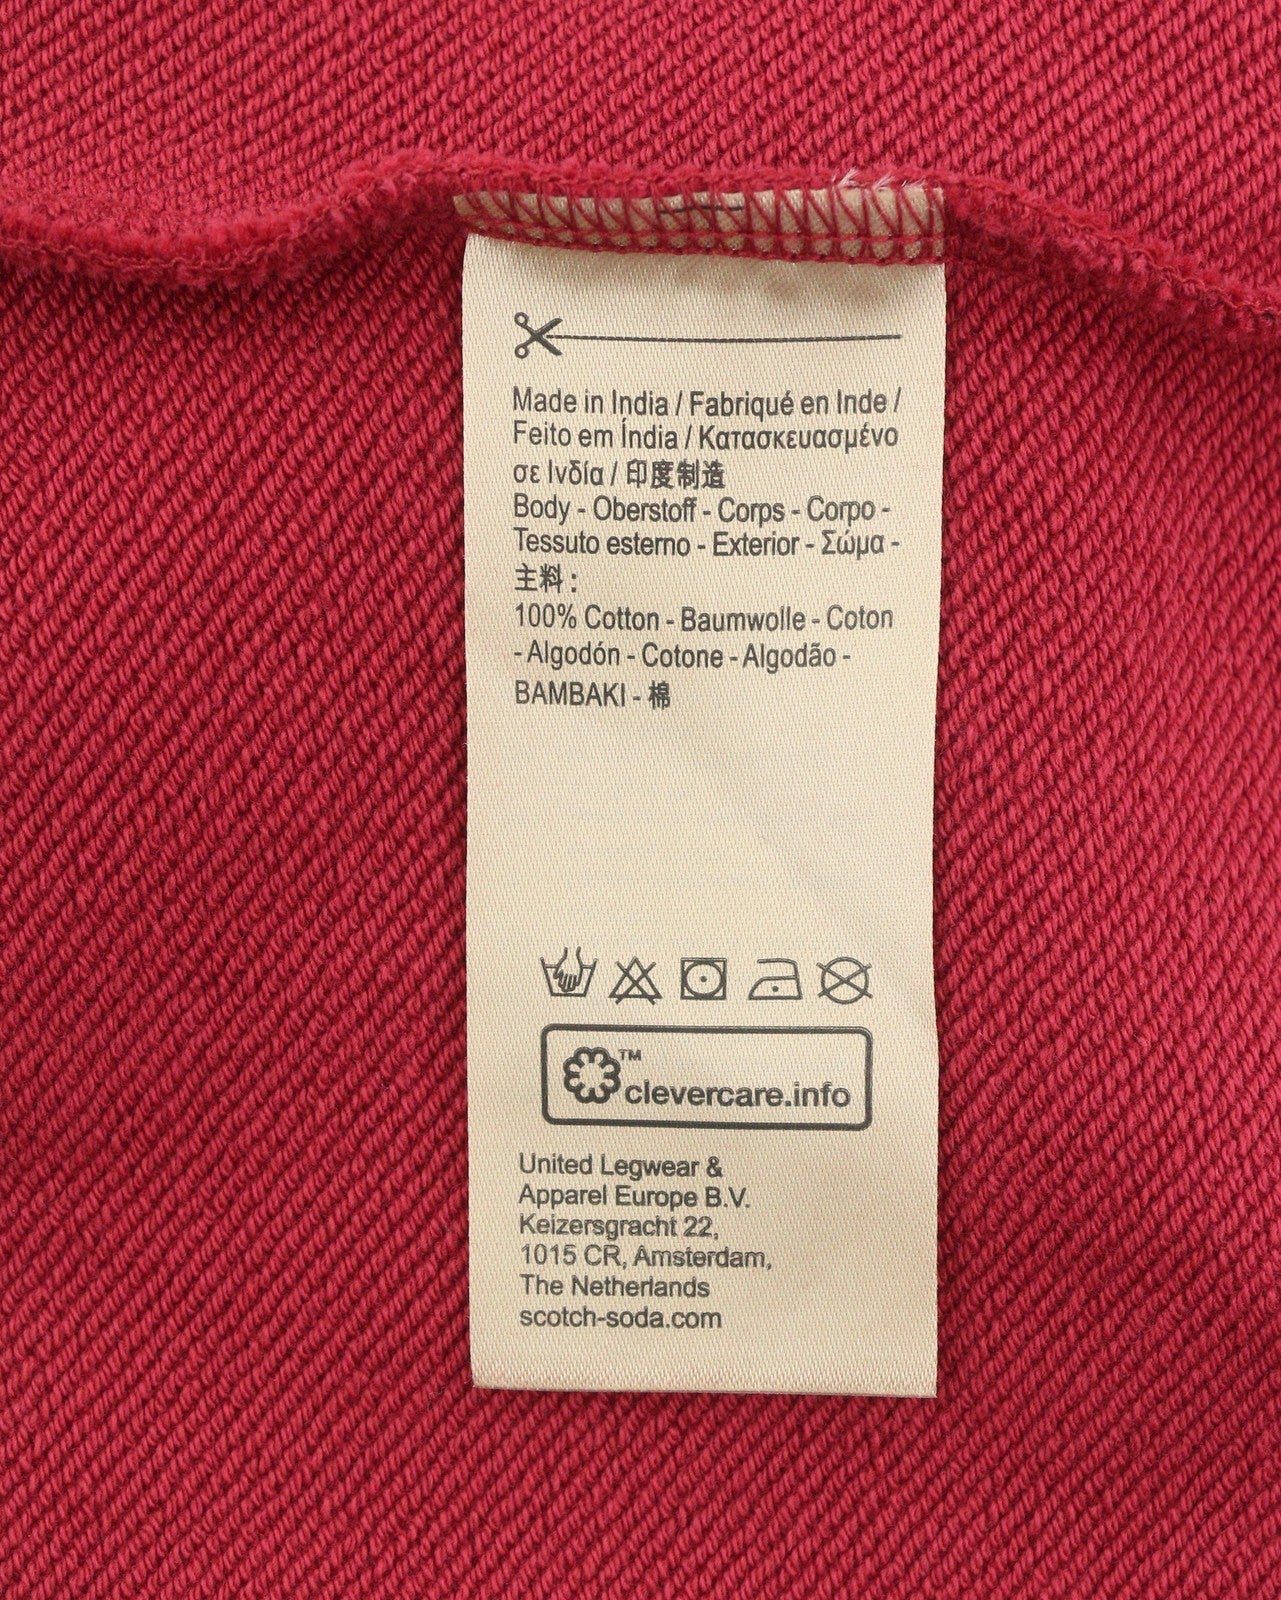 Made in India / Fabriqué en Inde /
Feito em Índia / Κατασκευασμένο
σε Ινδία / 印度制造
Body - Oberstoff - Corps - Corpo -
Tessuto esterno - Exterior - Σώμα -
主料 :
100% Cotton - Baumwolle - Coton
- Algodón - Cotone - Algodão -
BAMBAKI - 棉
™
clevercare.info
United Legwear &
Apparel Europe B.V.
Keizersgracht 22,
1015 CR, Amsterdam,
The Netherlands
scotch-soda.com